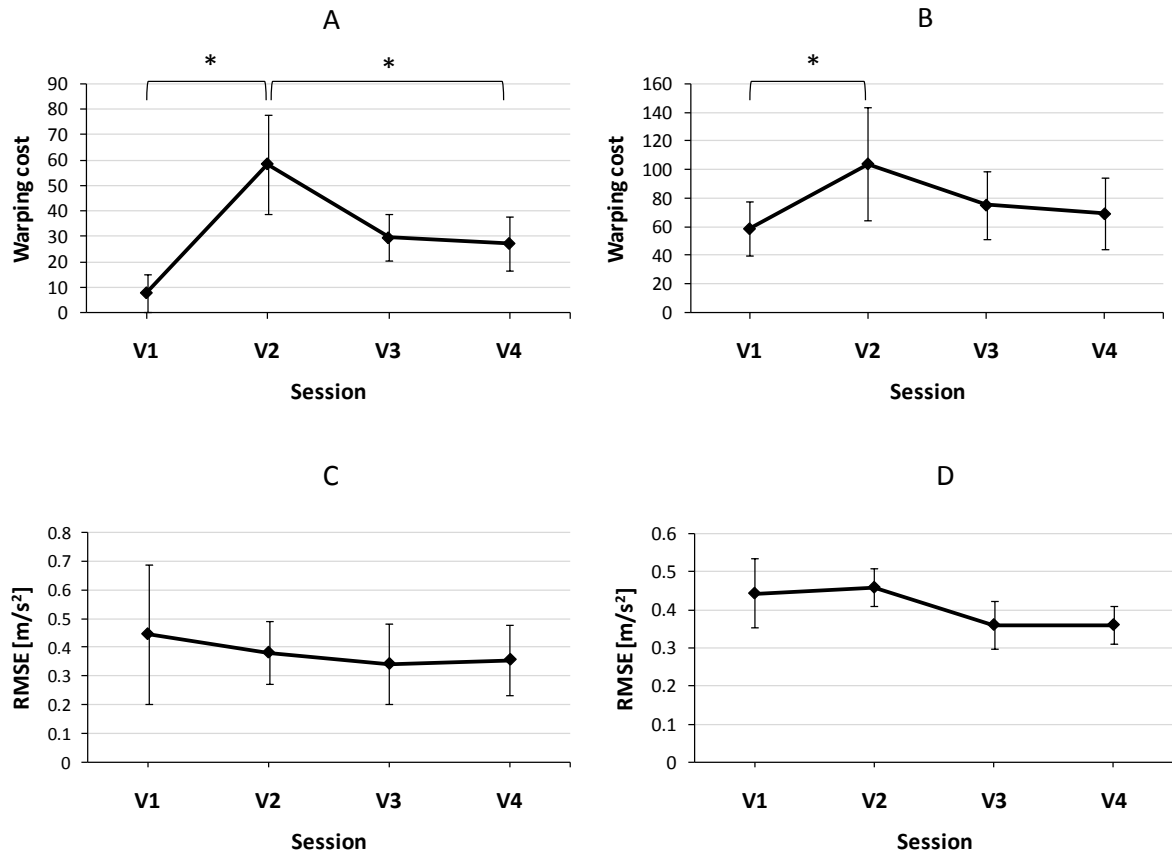 A
*
*
90
80
70
60
50
40
30
20
10
0
Warping cost
V1 V2 V3 V4
Session
B
*
160
140
120
100
80
60
40
20
0
Warping cost
V1 V2 V3 V4
Session
C
0.8
0.7
0.6
0.5
0.4
0.3
0.2
0.1
0
RMSE [m/s²]
V1 V2 V3 V4
Session
D
0.6
0.5
0.4
0.3
0.2
0.1
0
RMSE [m/s²]
V1 V2 V3 V4
Session